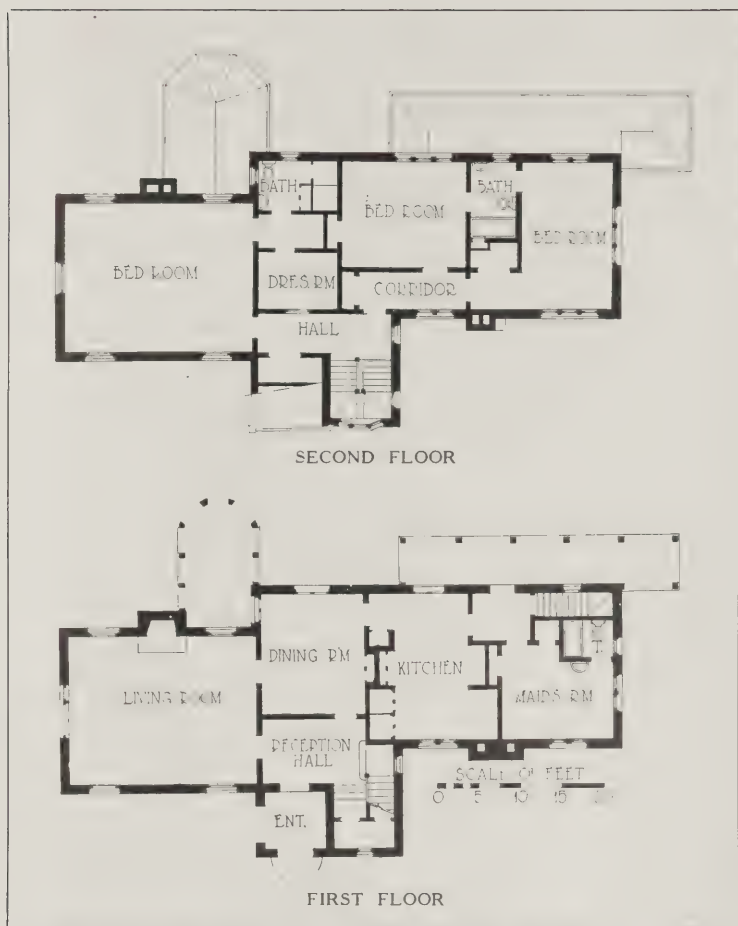 BATH
BED ROOM
BATH
BED ROOM
BED ROOM
DRES. RM
CORRIDOR
HALL
SECOND FLOOR
DINING RM
KITCHEN
LIVING ROOM
MAIDS RM
RECEPTION
HALL
SCALE OF FEET
0 5 10 15
ENT.
FIRST FLOOR